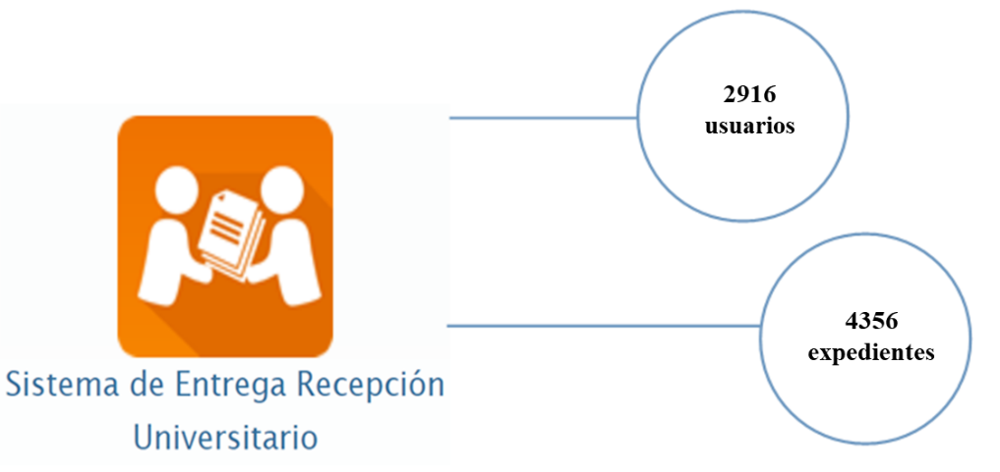 2916
usuarios
4356
expedientes
Sistema de Entrega Recepción
Universitario